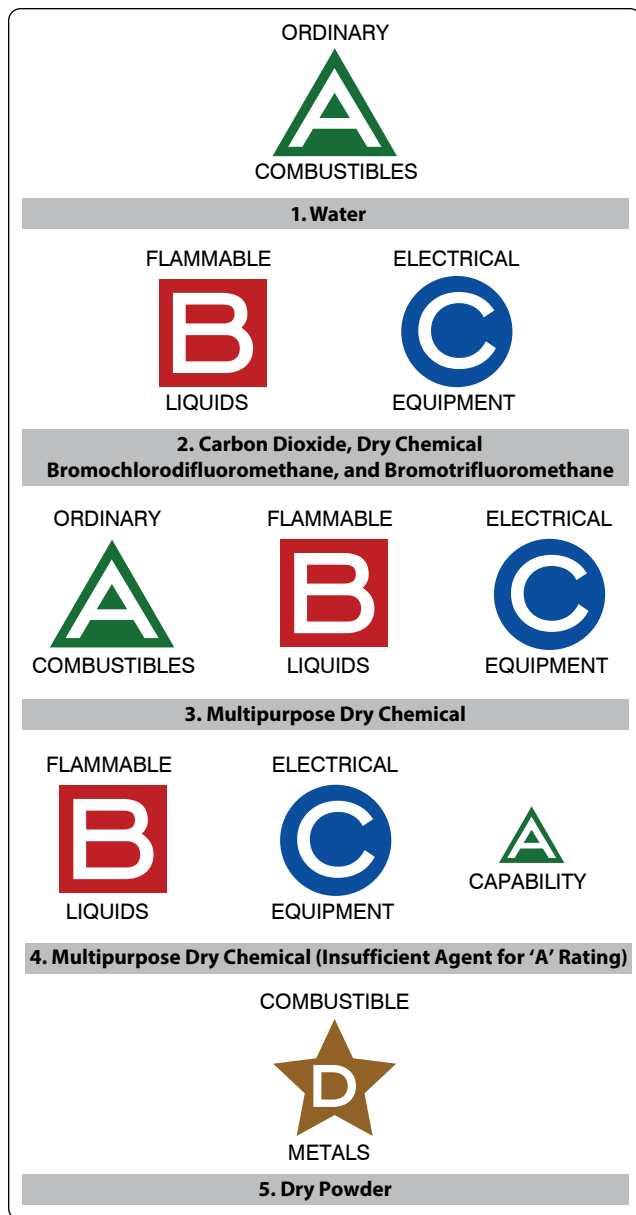 ORDINARY
A
COMBUSTIBLES
1. Water
FLAMMABLE
B
LIQUIDS
ELECTRICAL
C
EQUIPMENT
2. Carbon Dioxide, Dry Chemical
Bromochlorodifluoromethane, and Bromotrifluoromethane
ORDINARY
A
COMBUSTIBLES
FLAMMABLE
B
LIQUIDS
ELECTRICAL
C
EQUIPMENT
3. Multipurpose Dry Chemical
FLAMMABLE
B
LIQUIDS
ELECTRICAL
C
EQUIPMENT
A
CAPABILITY
4. Multipurpose Dry Chemical (Insufficient Agent for ‘A’ Rating)
COMBUSTIBLE
D
METALS
5. Dry Powder